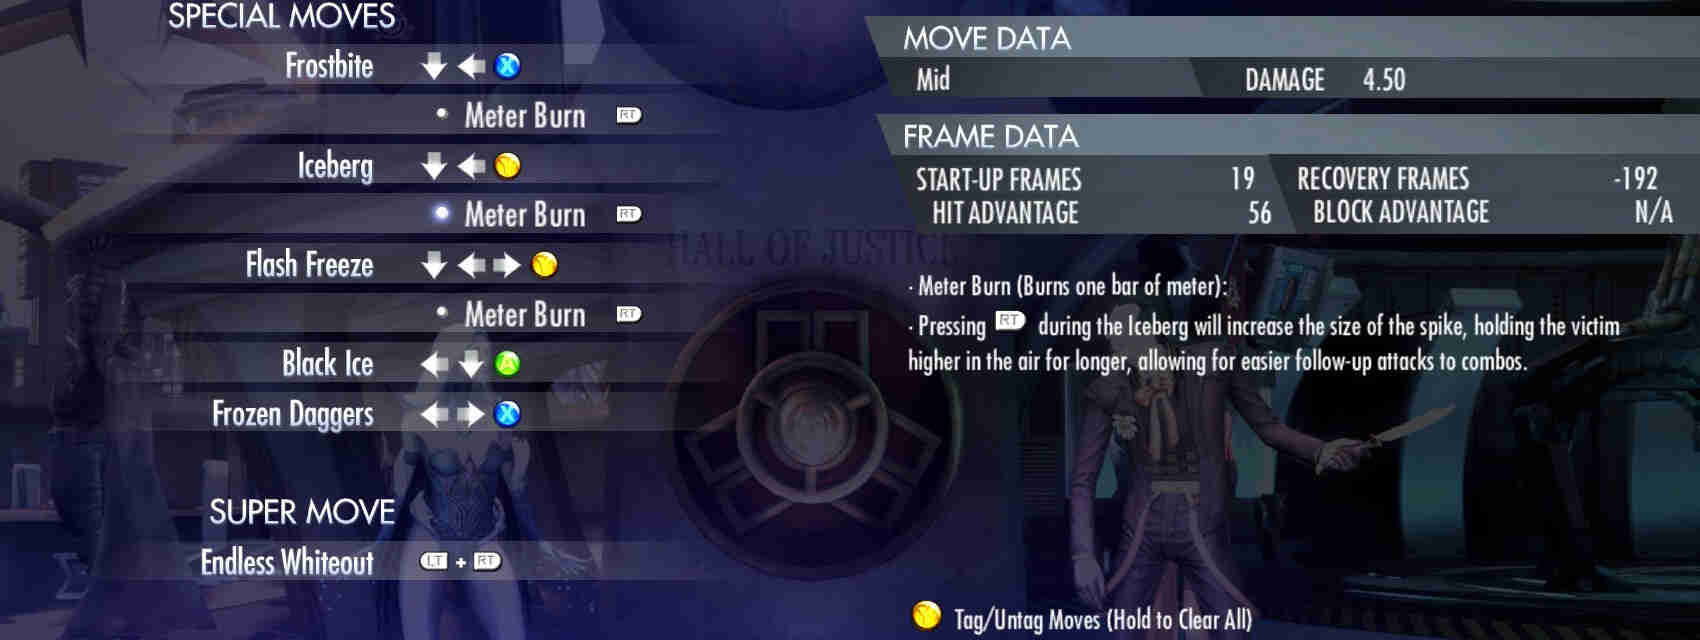 SPECIAL MOVES
Frostbite X
Meter Burn RT
Iceberg Y
Meter Burn RT
Flash Freeze Y
Meter Burn RT
Black Ice A
Frozen Daggers X
SUPER MOVE
Endless Whiteout LT + RT
MOVE DATA
Mid DAMAGE 4.50
FRAME DATA
START-UP FRAMES 19 RECOVERY FRAMES -192
HIT ADVANTAGE 56 BLOCK ADVANTAGE N/A
HALL OF JUSTICE
· Meter Burn (Burns one bar of meter):
· Pressing RT during the Iceberg will increase the size of the spike, holding the victim
higher in the air for longer, allowing for easier follow-up attacks to combos.
Y Tag/Untag Moves (Hold to Clear All)